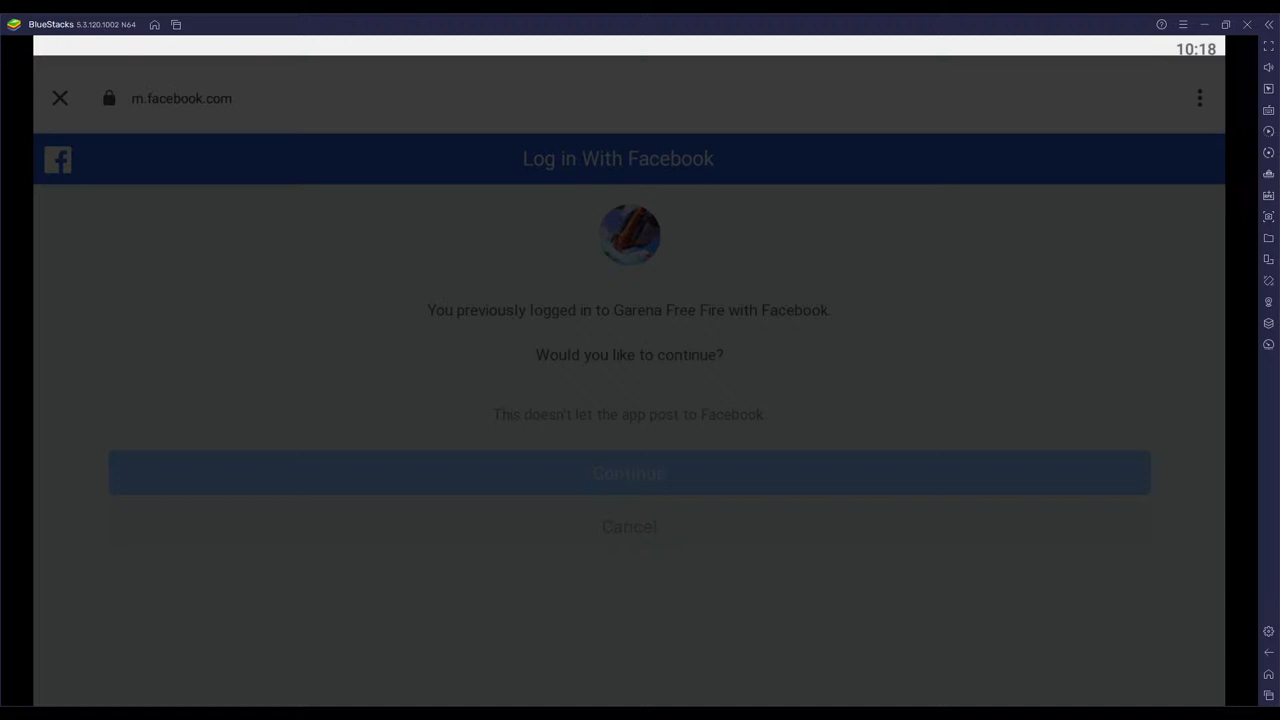 BlueStacks 5.3.120.1002 N64
10:18
m.facebook.com
Log in With Facebook
You previously logged in to Garena Free Fire with Facebook.
Would you like to continue?
This doesn't let the app post to Facebook.
Continue
Cancel